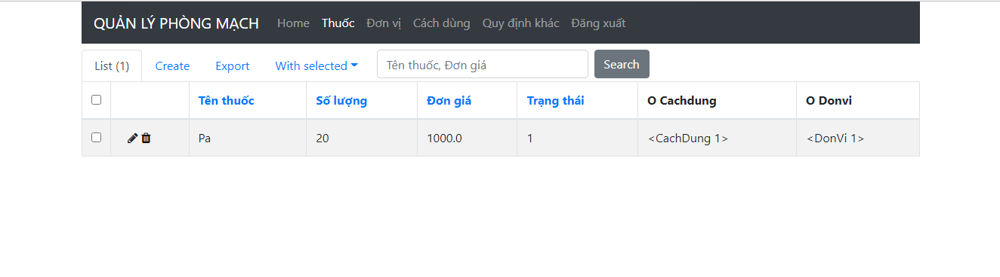 QUẢN LÝ PHÒNG MẠCH Home Thuốc Đơn vị Cách dùng Quy định khác Đăng xuất
List (1) Create Export With selected Tên thuốc, Đơn giá Search
Tên thuốc Số lượng Đơn giá Trạng thái O Cachdung O Donvi
Pa 20 1000.0 1 <CachDung 1> <DonVi 1>